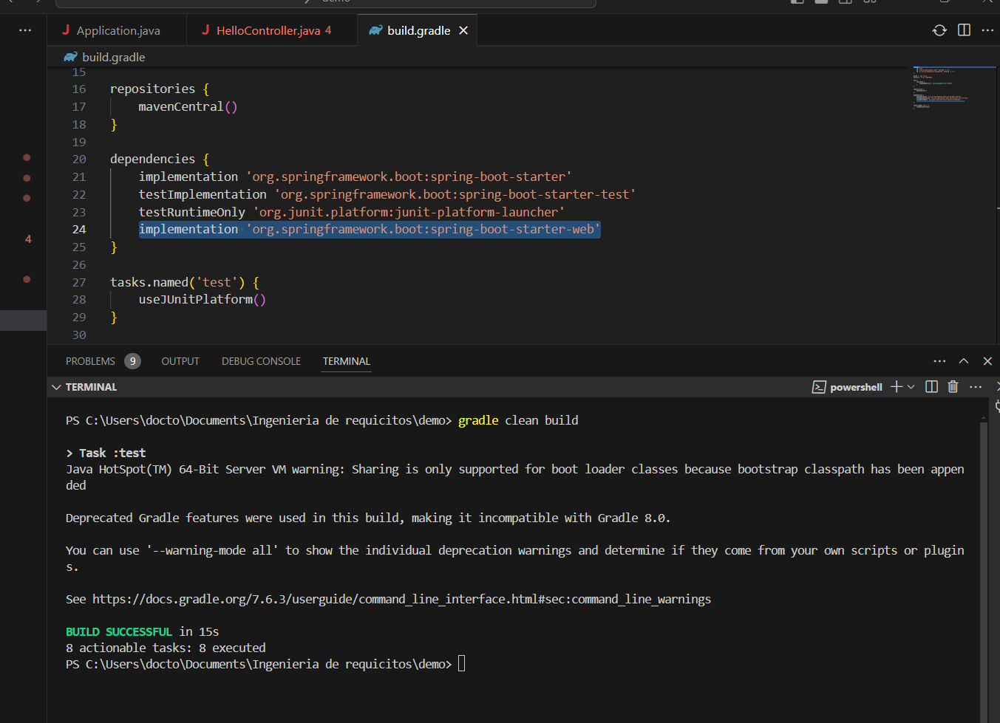 Application.java
HelloController.java 4
build.gradle
build.gradle
15
16 repositories {
17 mavenCentral()
18 }
19
20 dependencies {
21 implementation 'org.springframework.boot:spring-boot-starter'
22 testImplementation 'org.springframework.boot:spring-boot-starter-test'
23 testRuntimeOnly 'org.junit.platform:junit-platform-launcher'
24 implementation 'org.springframework.boot:spring-boot-starter-web'
25 }
26
27 tasks.named('test') {
28 useJUnitPlatform()
29 }
30
4
PROBLEMS 9 OUTPUT DEBUG CONSOLE TERMINAL
TERMINAL
powershell
PS C:\Users\docto\Documents\Ingenieria de requicitos\demo> gradle clean build
> Task :test
Java HotSpot(TM) 64-Bit Server VM warning: Sharing is only supported for boot loader classes because bootstrap classpath has been appen
ded
Deprecated Gradle features were used in this build, making it incompatible with Gradle 8.0.
You can use '--warning-mode all' to show the individual deprecation warnings and determine if they come from your own scripts or plugin
s.
See https://docs.gradle.org/7.6.3/userguide/command_line_interface.html#sec:command_line_warnings
BUILD SUCCESSFUL in 15s
8 actionable tasks: 8 executed
PS C:\Users\docto\Documents\Ingenieria de requicitos\demo>